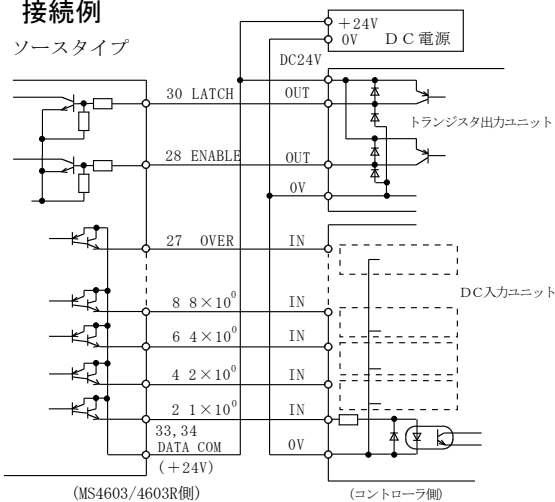 接続例
ソースタイプ
+24V
0V DC電源
DC24V
30 LATCH OUT
トランジスタ出力ユニット
28 ENABLE OUT
0V
27 OVER IN
DC入力ユニット
8 8×10⁰ IN
6 4×10⁰ IN
4 2×10⁰ IN
2 1×10⁰ IN
33,34
DATA COM 0V
(+24V)
(MS4603/4603R側) (コントローラ側)